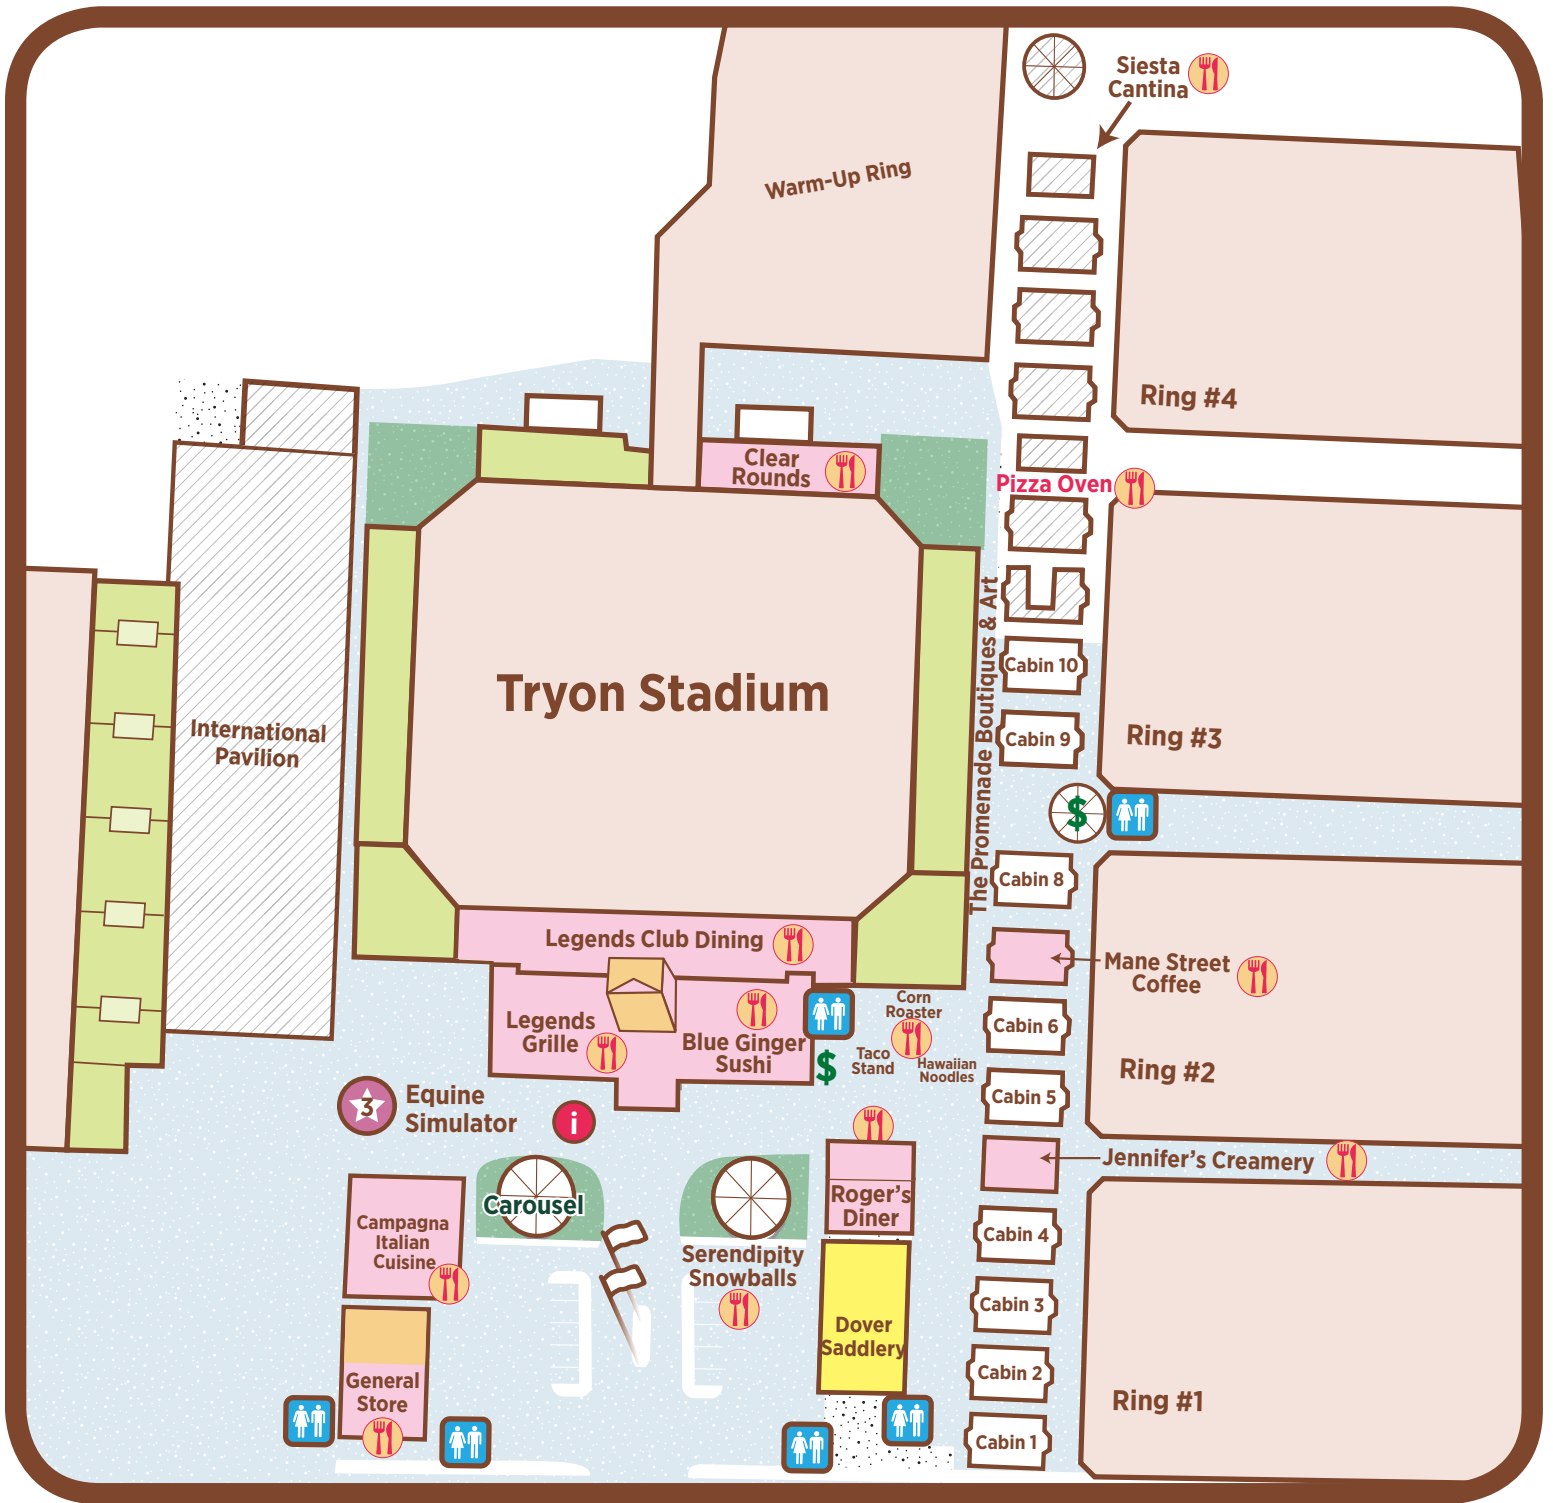 Siesta
Cantina
Warm-Up Ring
Ring #4
Clear
Rounds
Pizza Oven
The Promenade Boutiques & Art
Tryon Stadium
International
Pavilion
Cabin 10
Cabin 9
Ring #3
$
Cabin 8
Legends Club Dining
Mane Street
Coffee
Legends
Grille
Blue Ginger
Sushi
Corn
Roaster
Taco
Stand
Hawaiian
Noodles
$
Cabin 6
Cabin 5
Ring #2
3
Equine
Simulator
i
Jennifer's Creamery
Carousel
Roger's
Diner
Campagna
Italian
Cuisine
Serendipity
Snowballs
Cabin 4
Cabin 3
Dover
Saddlery
Cabin 2
General
Store
Ring #1
Cabin 1